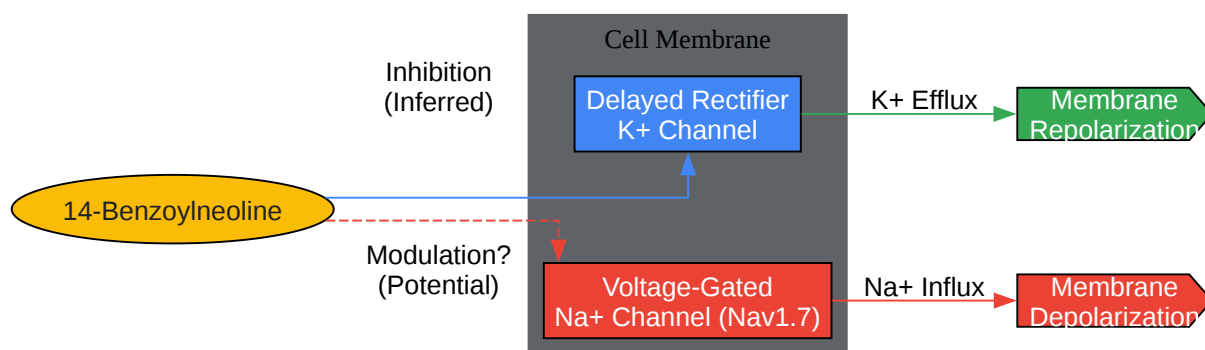 Cell Membrane
Inhibition
(Inferred)
Delayed Rectifier
K+ Channel
K+ Efflux
Membrane
Repolarization
14-Benzoylneoline
Modulation?
(Potential)
Voltage-Gated
Na+ Channel (Nav1.7)
Na+ Influx
Membrane
Depolarization